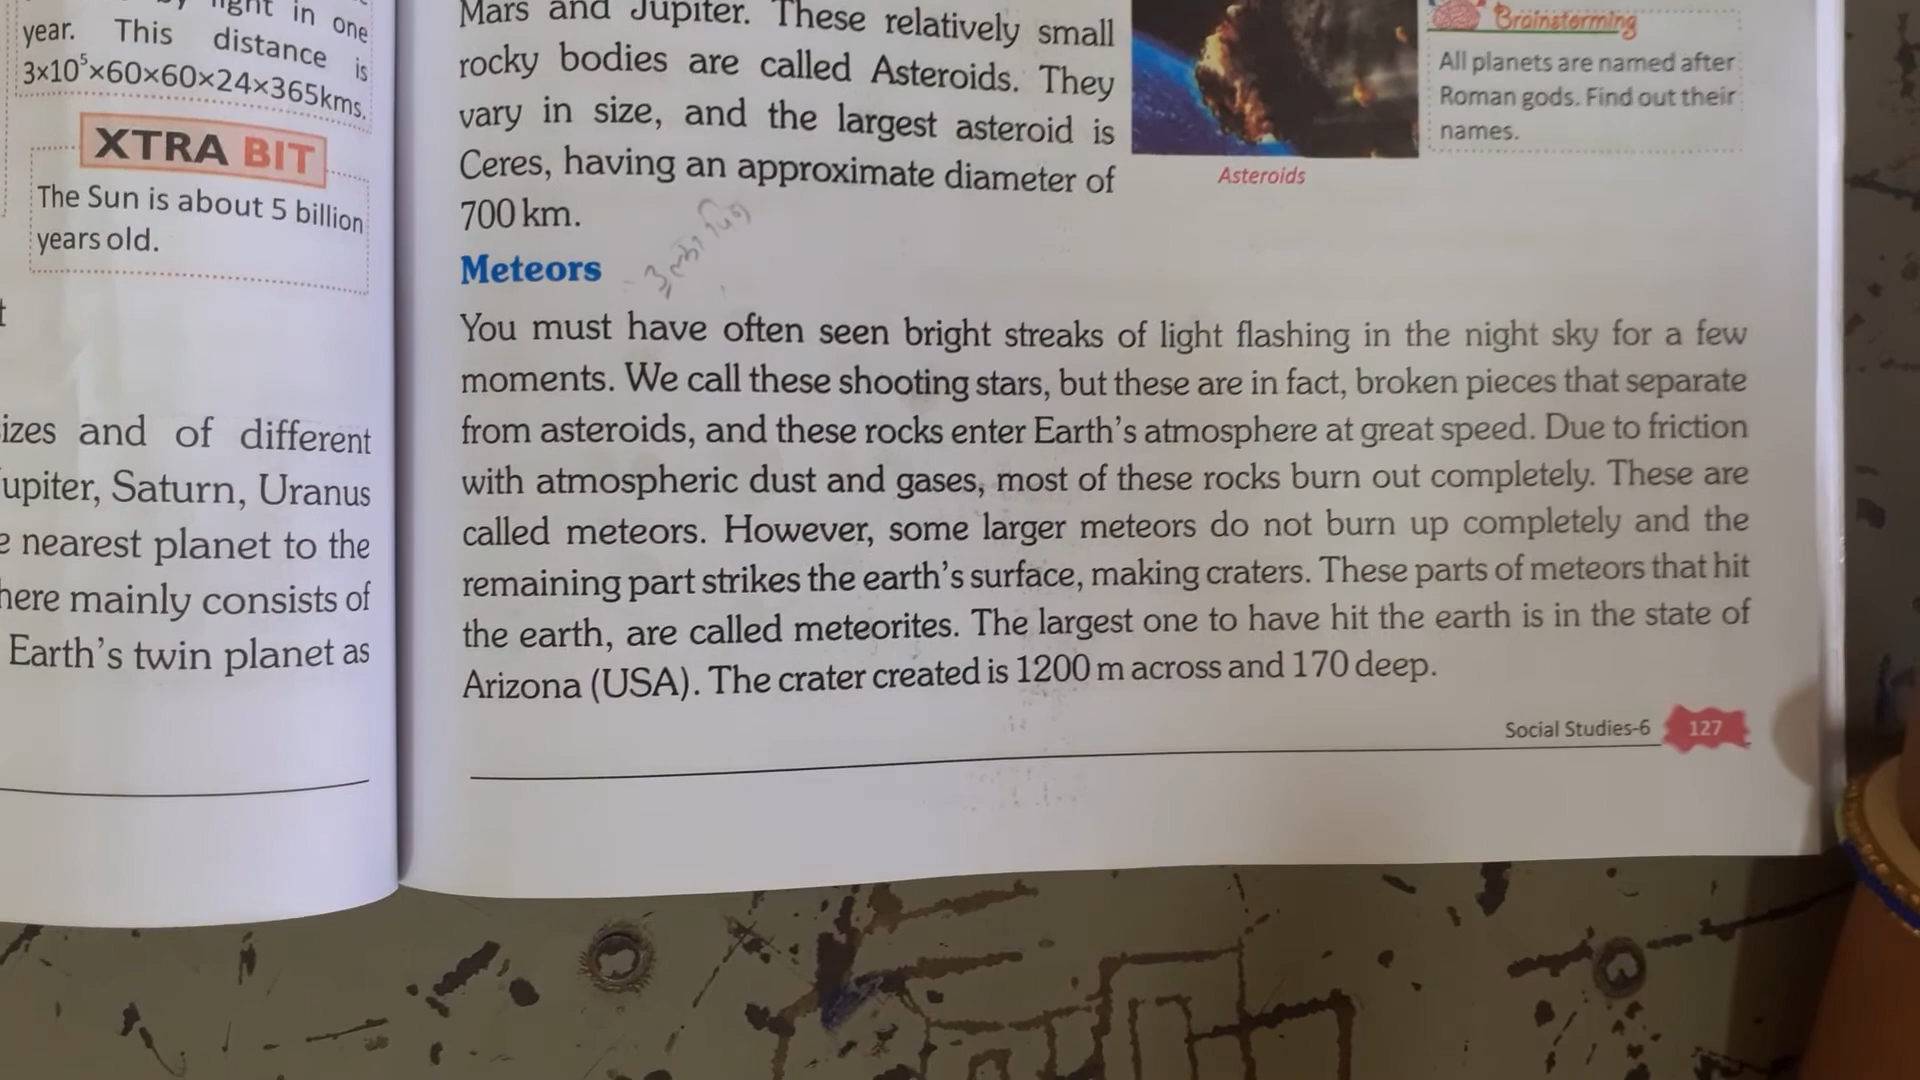 light in one
year. This distance is
3×10⁵×60×60×24×365kms.
XTRA BIT
The Sun is about 5 billion
years old.
izes and of different
upiter, Saturn, Uranus
e nearest planet to the
here mainly consists of
Earth's twin planet as
Mars and Jupiter. These relatively small
rocky bodies are called Asteroids. They
vary in size, and the largest asteroid is
Ceres, having an approximate diameter of
700 km.
Asteroids
Brainstorming
All planets are named after
Roman gods. Find out their
names.
Meteors
You must have often seen bright streaks of light flashing in the night sky for a few
moments. We call these shooting stars, but these are in fact, broken pieces that separate
from asteroids, and these rocks enter Earth's atmosphere at great speed. Due to friction
with atmospheric dust and gases, most of these rocks burn out completely. These are
called meteors. However, some larger meteors do not burn up completely and the
remaining part strikes the earth's surface, making craters. These parts of meteors that hit
the earth, are called meteorites. The largest one to have hit the earth is in the state of
Arizona (USA). The crater created is 1200 m across and 170 deep.
Social Studies-6 127